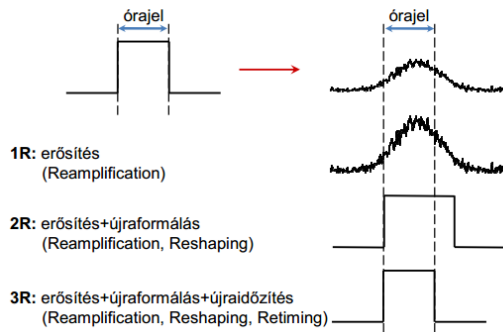 órajel
órajel
1R: erősítés
(Reamplification)
2R: erősítés+újraformálás
(Reamplification, Reshaping)
3R: erősítés+újraformálás+újraidőzítés
(Reamplification, Reshaping, Retiming)